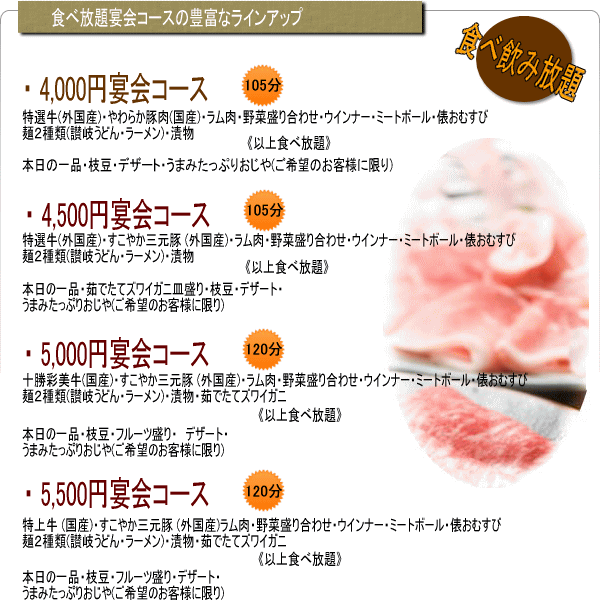 食べ放題宴会コースの豊富なラインアップ
食べ飲み放題
・4,000円宴会コース 105分
特選牛(外国産)・やわらか豚肉(国産)・ラム肉・野菜盛り合わせ・ウインナー・ミートボール・俵おむすび
麺２種類(讃岐うどん・ラーメン)・漬物
《以上食べ放題》
本日の一品・枝豆・デザート・うまみたっぷりおじや(ご希望のお客様に限り)
・4,500円宴会コース 105分
特選牛(外国産)・すこやか三元豚 (外国産)・ラム肉・野菜盛り合わせ・ウインナー・ミートボール・俵おむすび
麺２種類(讃岐うどん・ラーメン)・漬物
《以上食べ放題》
本日の一品・茹でたてズワイガニ皿盛り・枝豆・デザート・
うまみたっぷりおじや(ご希望のお客様に限り)
・5,000円宴会コース 120分
十勝彩美牛(国産)・すこやか三元豚 (外国産)・ラム肉・野菜盛り合わせ・ウインナー・ミートボール・俵おむすび
麺２種類(讃岐うどん・ラーメン)・漬物・茹でたてズワイガニ
《以上食べ放題》
本日の一品・枝豆・フルーツ盛り・ デザート・
うまみたっぷりおじや(ご希望のお客様に限り)
・5,500円宴会コース 120分
特上牛 (国産)・すこやか三元豚 (外国産)ラム肉・野菜盛り合わせ・ウインナー・ミートボール・俵おむすび
麺２種類(讃岐うどん・ラーメン)・漬物・茹でたてズワイガニ
《以上食べ放題》
本日の一品・枝豆・フルーツ盛り・デザート・
うまみたっぷりおじや(ご希望のお客様に限り)